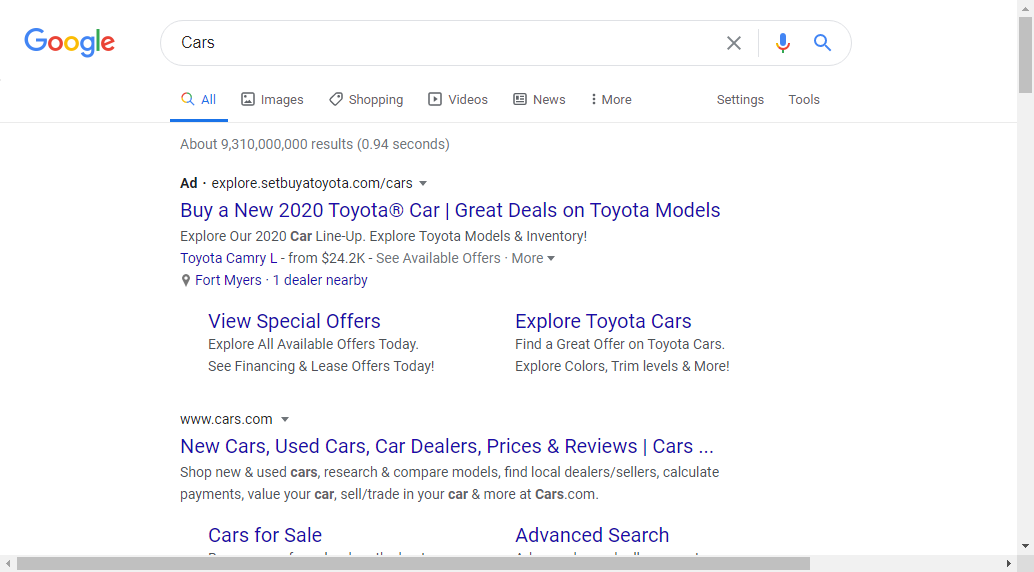 Google
Cars
All Images Shopping Videos News More Settings Tools
About 9,310,000,000 results (0.94 seconds)
Ad · explore.setbuyatoyota.com/cars
Buy a New 2020 Toyota® Car | Great Deals on Toyota Models
Explore Our 2020 Car Line-Up. Explore Toyota Models & Inventory!
Toyota Camry L - from $24.2K - See Available Offers · More
Fort Myers · 1 dealer nearby
View Special Offers
Explore All Available Offers Today.
See Financing & Lease Offers Today!
Explore Toyota Cars
Find a Great Offer on Toyota Cars.
Explore Colors, Trim levels & More!
www.cars.com
New Cars, Used Cars, Car Dealers, Prices & Reviews | Cars ...
Shop new & used cars, research & compare models, find local dealers/sellers, calculate
payments, value your car, sell/trade in your car & more at Cars.com.
Cars for Sale
Advanced Search